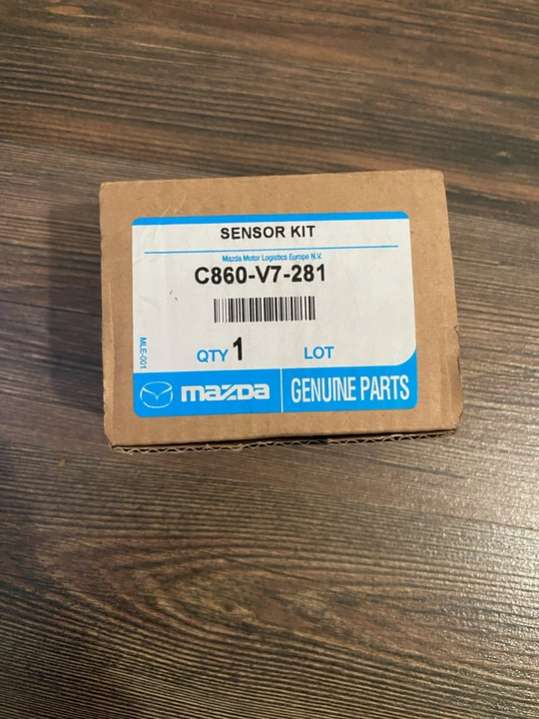 SENSOR KIT
Mazda Motor Logistics Europe N.V.
C860-V7-281
QTY 1 LOT
MLE-001
mazda GENUINE PARTS